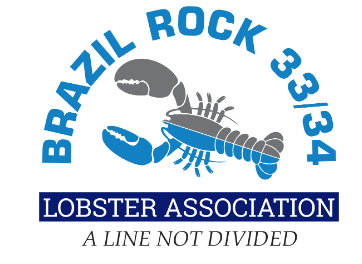 BRAZIL ROCK 33/34
LOBSTER ASSOCIATION
A LINE NOT DIVIDED